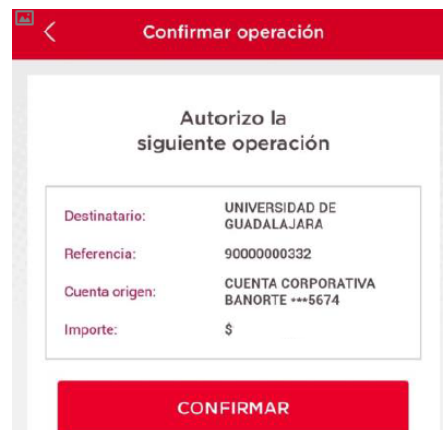 Confirmar operación
Autorizo la
siguiente operación
Destinatario:
UNIVERSIDAD DE
GUADALAJARA
Referencia:
90000000332
Cuenta origen:
CUENTA CORPORATIVA
BANORTE ***5674
Importe:
$
CONFIRMAR